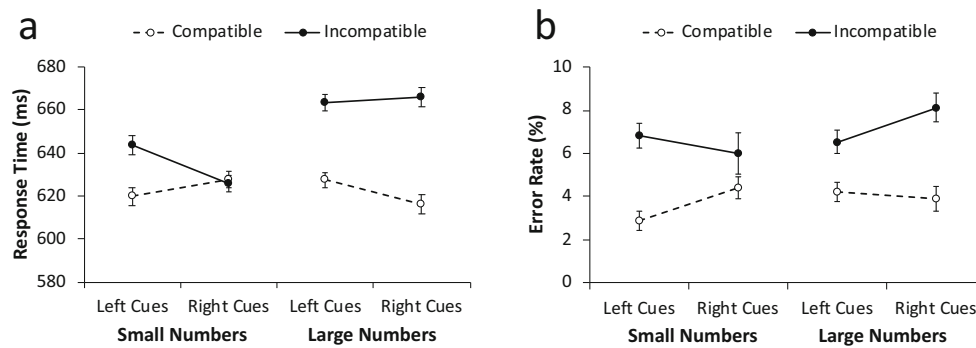 a
Compatible Incompatible
Response Time (ms)
680
660
640
620
600
580
Left Cues Right Cues Left Cues Right Cues
Small Numbers Large Numbers
b
Compatible Incompatible
Error Rate (%)
10
8
6
4
2
0
Left Cues Right Cues Left Cues Right Cues
Small Numbers Large Numbers